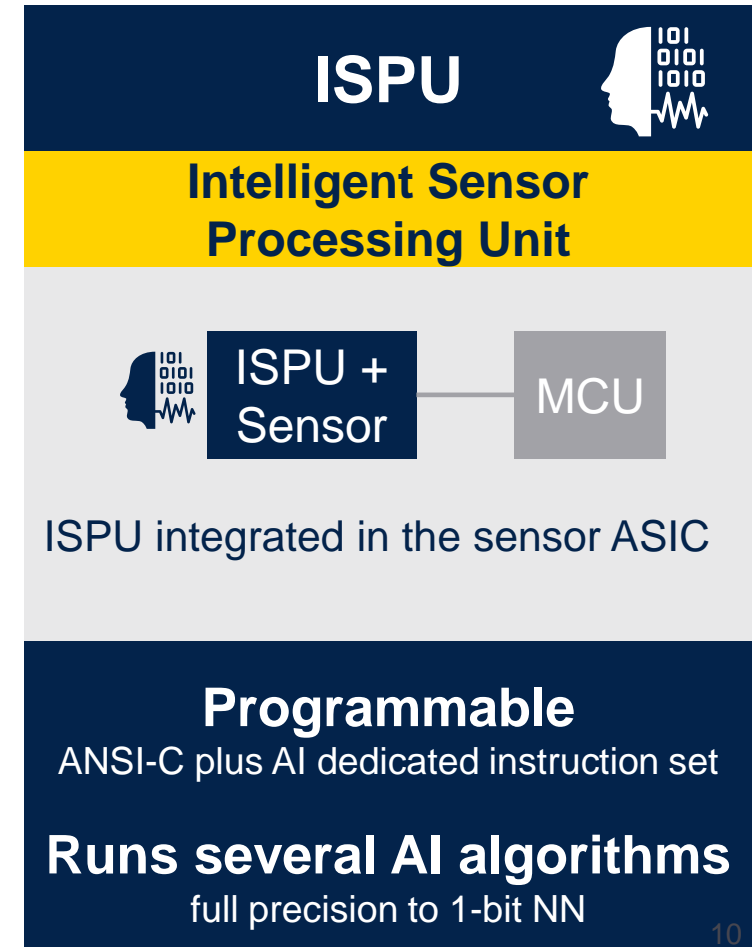 ISPU
101
0101
1010
Intelligent Sensor
Processing Unit
101
0101
1010
ISPU +
Sensor
MCU
ISPU integrated in the sensor ASIC
Programmable
ANSI-C plus AI dedicated instruction set
Runs several AI algorithms
full precision to 1-bit NN
10